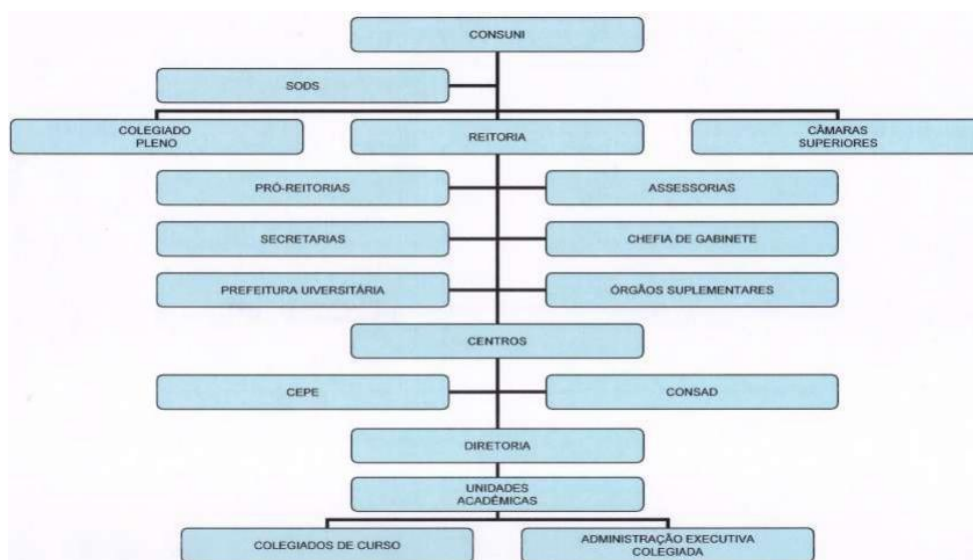 CONSUNI
SODS
COLEGIADO
PLENO
REITORIA
CÂMARAS
SUPERIORES
PRÓ-REITORIAS
ASSESSORIAS
SECRETARIAS
CHEFIA DE GABINETE
PREFEITURA UIVERSITÁRIA
ÓRGÃOS SUPLEMENTARES
CENTROS
CEPE
CONSAD
DIRETORIA
UNIDADES
ACADÊMICAS
COLEGIADOS DE CURSO
ADMINISTRAÇÃO EXECUTIVA
COLEGIADA